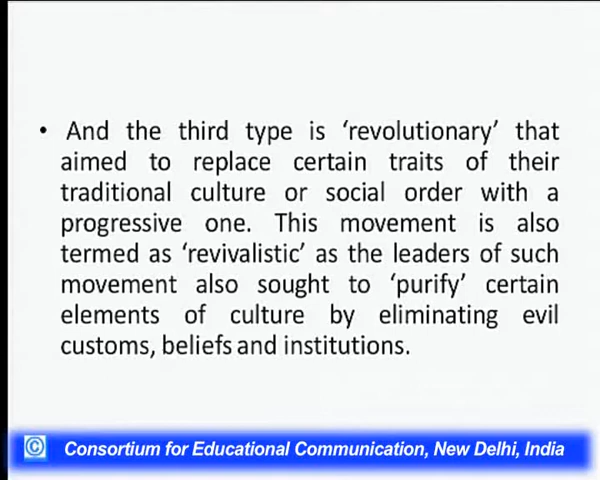 • And the third type is ‘revolutionary’ that
aimed to replace certain traits of their
traditional culture or social order with a
progressive one. This movement is also
termed as ‘revivalistic’ as the leaders of such
movement also sought to ‘purify’ certain
elements of culture by eliminating evil
customs, beliefs and institutions.
© Consortium for Educational Communication, New Delhi, India